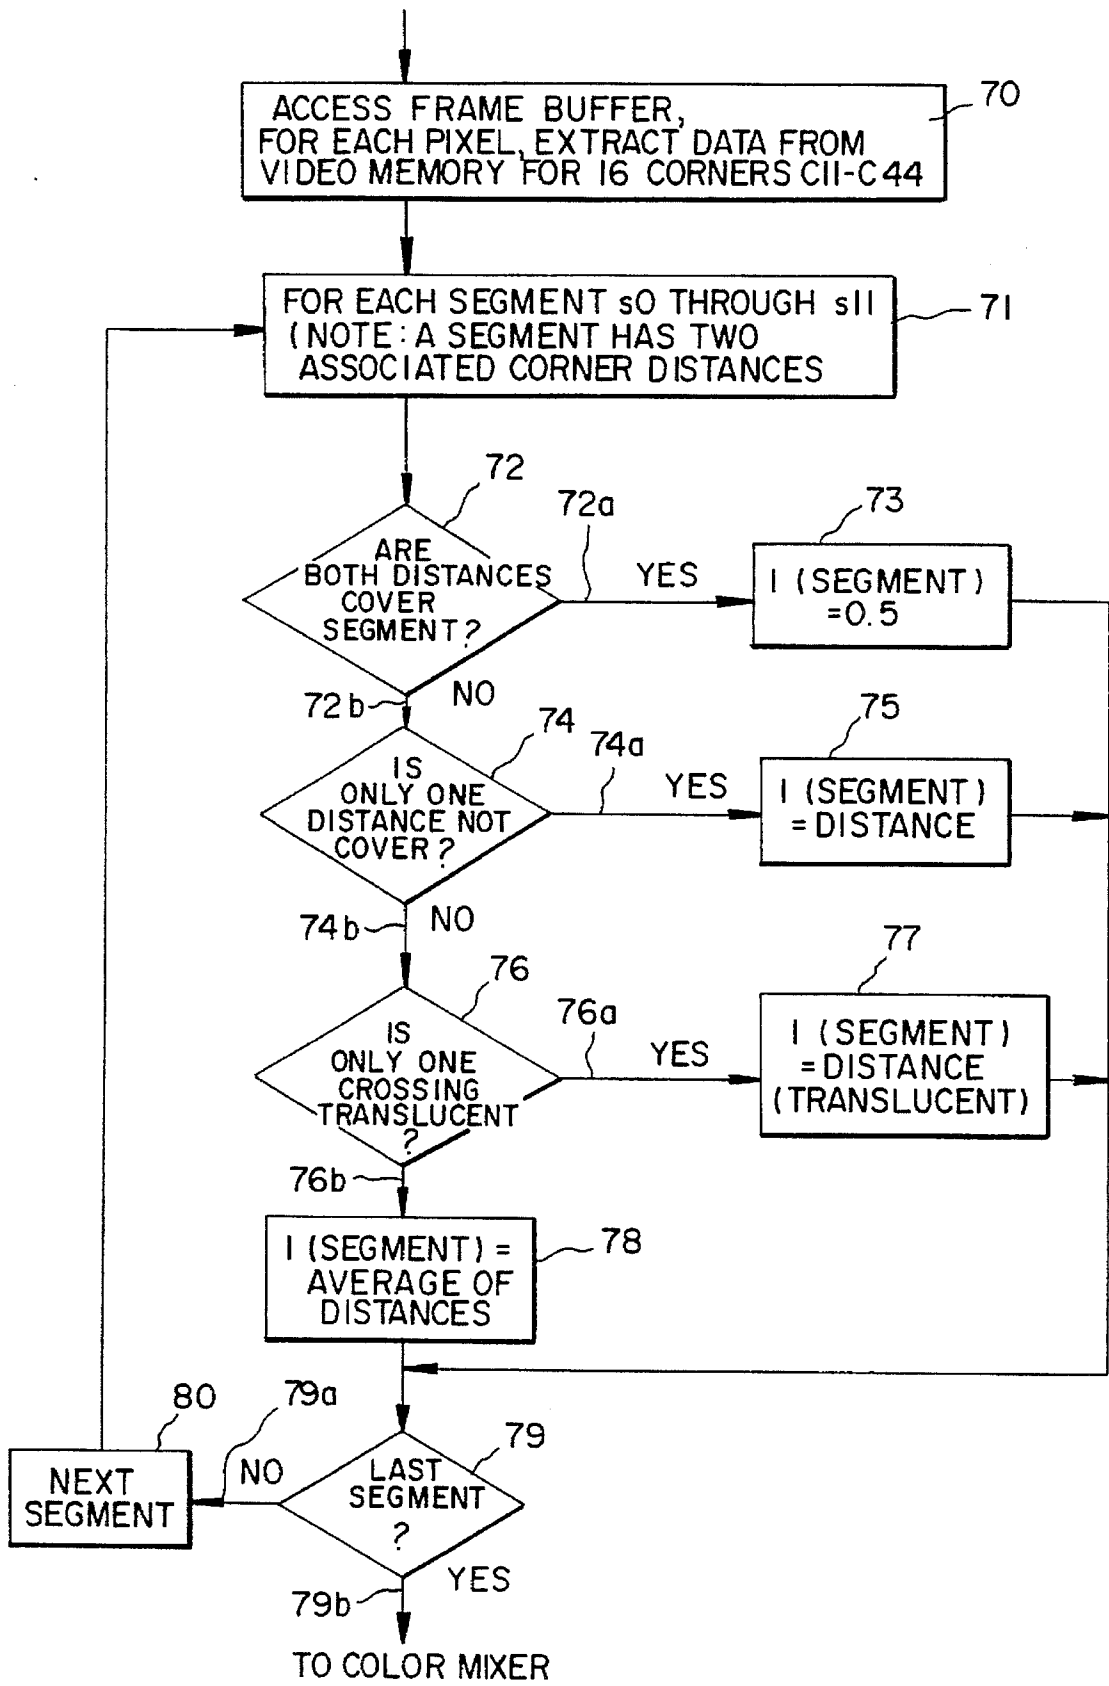 70
ACCESS FRAME BUFFER,
FOR EACH PIXEL, EXTRACT DATA FROM
VIDEO MEMORY FOR 16 CORNERS C11-C44
71
FOR EACH SEGMENT s0 THROUGH s11
(NOTE: A SEGMENT HAS TWO
ASSOCIATED CORNER DISTANCES
72
72a
73
ARE
BOTH DISTANCES
COVER
SEGMENT?
YES
I (SEGMENT)
=0.5
72b
NO
74
74a
75
IS
ONLY ONE
DISTANCE NOT
COVER?
YES
I (SEGMENT)
= DISTANCE
74b
NO
76
76a
77
IS
ONLY ONE
CROSSING
TRANSLUCENT
?
YES
I (SEGMENT)
= DISTANCE
(TRANSLUCENT)
76b
78
I (SEGMENT) =
AVERAGE OF
DISTANCES
80
79a
79
NEXT
SEGMENT
NO
LAST
SEGMENT
?
YES
79b
TO COLOR MIXER